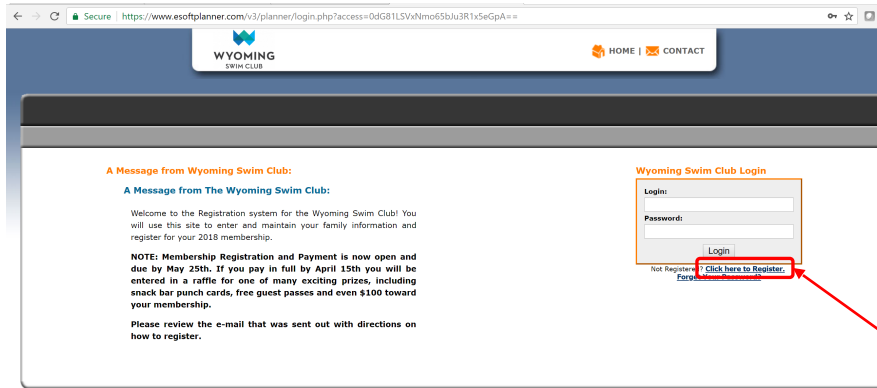 Secure | https://www.esoftplanner.com/v3/planner/login.php?access=0dG81LSVxNmo65bJu3R1x5eGpA==
WYOMING
SWIM CLUB
HOME | CONTACT
A Message from Wyoming Swim Club:
A Message from The Wyoming Swim Club:
Welcome to the Registration system for the Wyoming Swim Club! You
will use this site to enter and maintain your family information and
register for your 2018 membership.
NOTE: Membership Registration and Payment is now open and
due by May 25th. If you pay in full by April 15th you will be
entered in a raffle for one of many exciting prizes, including
snack bar punch cards, free guest passes and even $100 toward
your membership.
Please review the e-mail that was sent out with directions on
how to register.
Wyoming Swim Club Login
Login:
Password:
Login
Not Registered? Click here to Register.
Forgot Your Password?